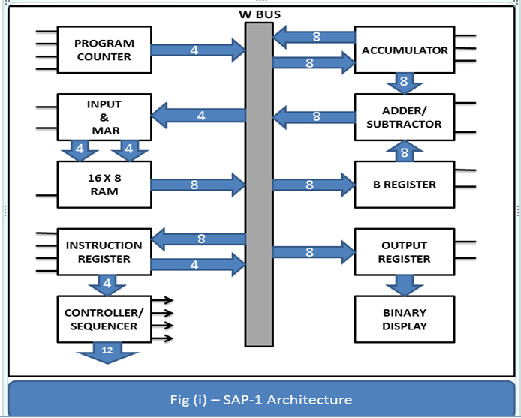 W BUS
PROGRAM
COUNTER
4
8
8
ACCUMULATOR
8
INPUT
&
MAR
4
4
4
8
ADDER/
SUBTRACTOR
8
16 X 8
RAM
8
8
B REGISTER
INSTRUCTION
REGISTER
8
4
4
8
OUTPUT
REGISTER
CONTROLLER/
SEQUENCER
12
BINARY
DISPLAY
Fig (i) – SAP-1 Architecture